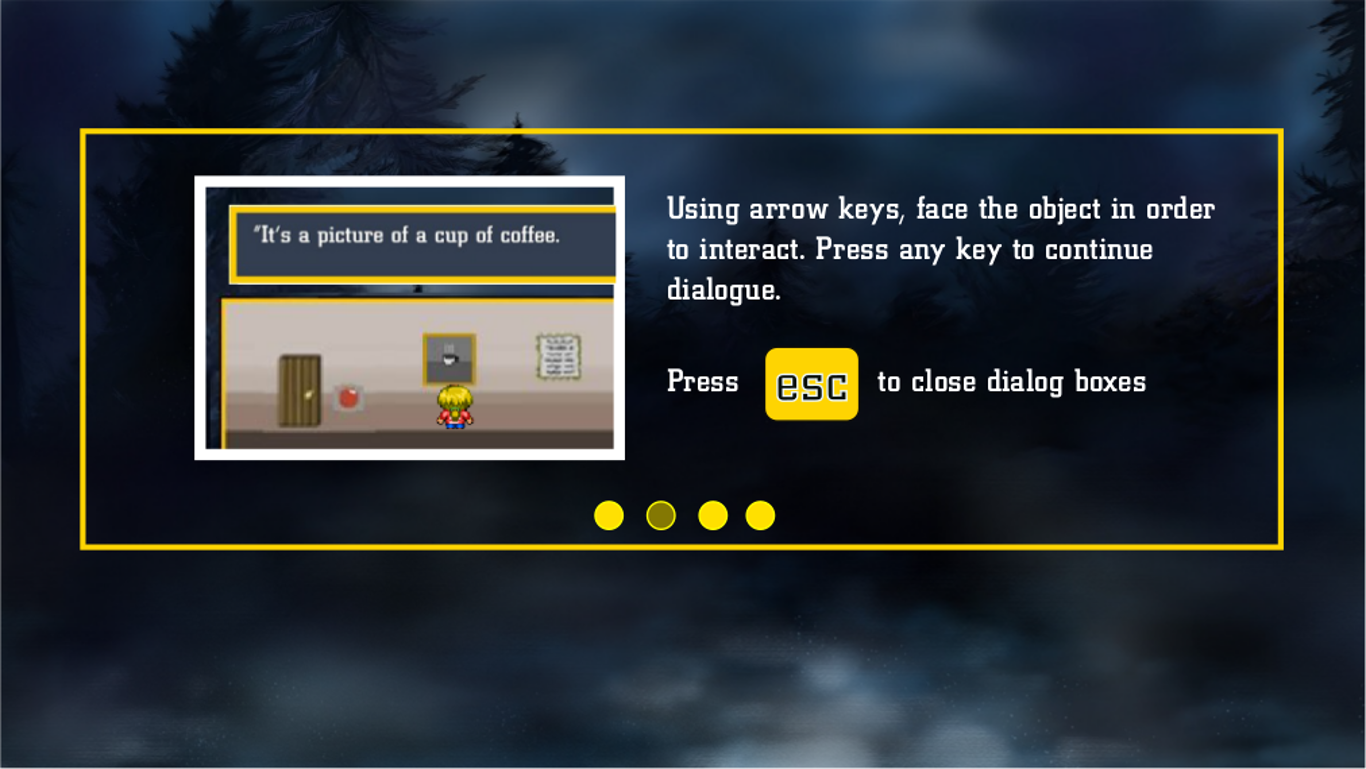 "It's a picture of a cup of coffee.
Using arrow keys, face the object in order
to interact. Press any key to continue
dialogue.
Press esc to close dialog boxes